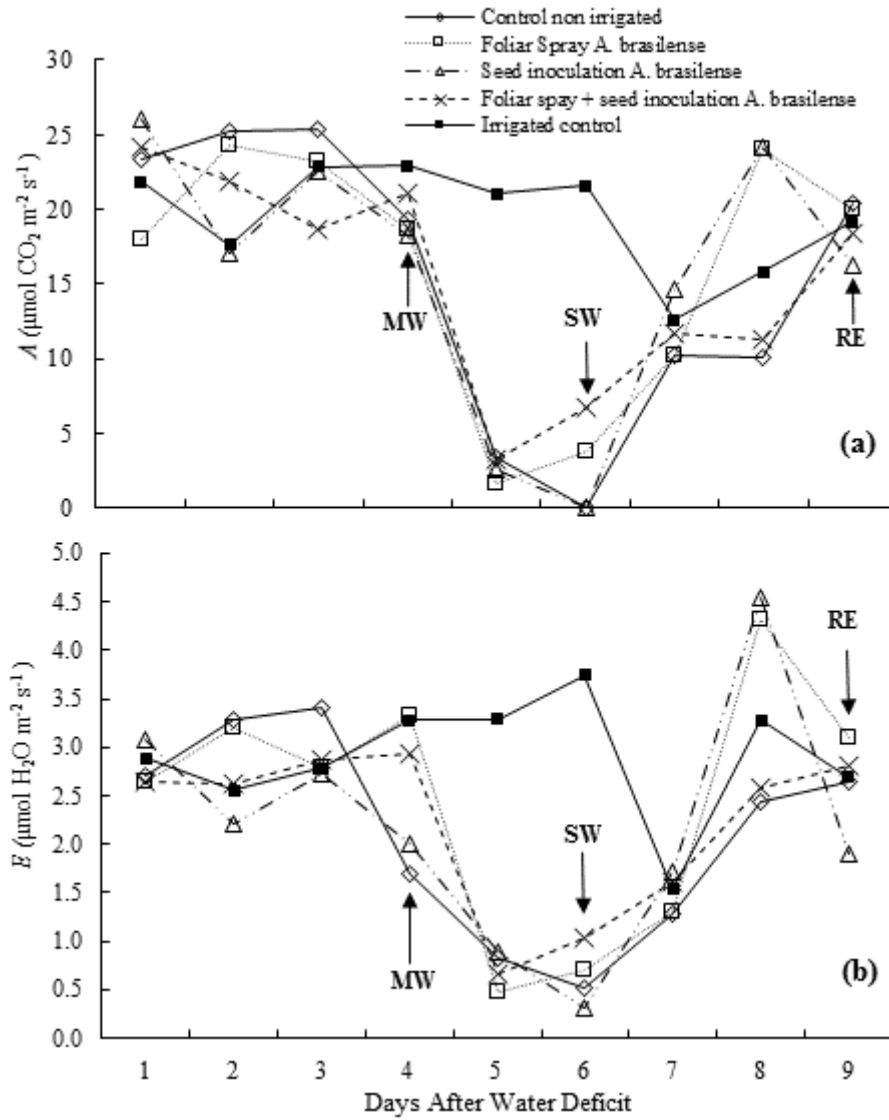 Control non irrigated
Foliar Spray A. brasilense
Seed inoculation A. brasilense
Foliar spay + seed inoculation A. brasilense
Irrigated control
30
25
20
15
10
5
0
A (μmol CO₂ m⁻² s⁻¹)
MW
SW
RE
(a)
5.0
4.5
4.0
3.5
3.0
2.5
2.0
1.5
1.0
0.5
0.0
E (μmol H₂O m⁻² s⁻¹)
RE
SW
MW
(b)
1 2 3 4 5 6 7 8 9
Days After Water Deficit